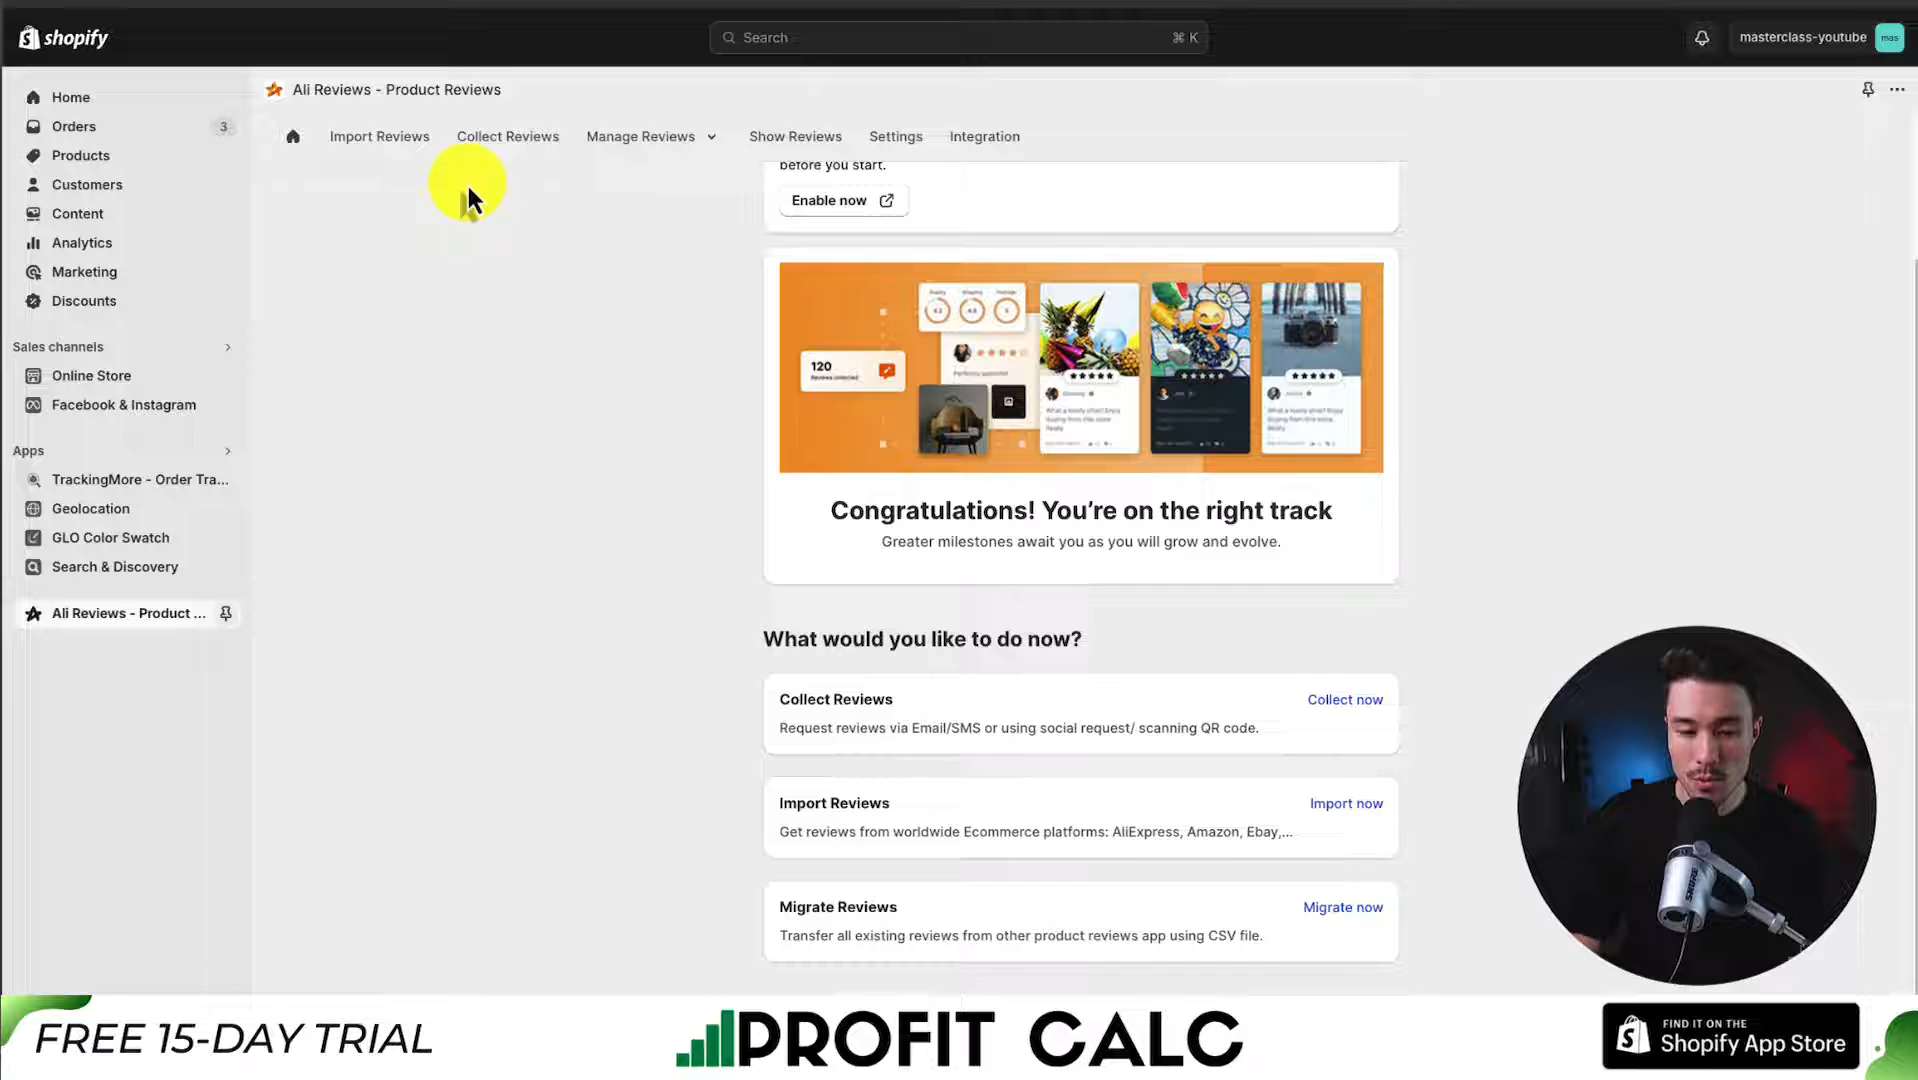 shopify
Search
⌘ K
masterclass-youtube
mas
Home
Orders
3
Products
Customers
Content
Analytics
Marketing
Discounts
Sales channels
Online Store
Facebook & Instagram
Apps
TrackingMore - Order Tra...
Geolocation
GLO Color Swatch
Search & Discovery
Ali Reviews - Product ...
Ali Reviews - Product Reviews
Import Reviews
Collect Reviews
Manage Reviews
Show Reviews
Settings
Integration
before you start.
Enable now
120
Congratulations! You're on the right track
Greater milestones await you as you will grow and evolve.
What would you like to do now?
Collect Reviews
Collect now
Request reviews via Email/SMS or using social request/ scanning QR code.
Import Reviews
Import now
Get reviews from worldwide Ecommerce platforms: AliExpress, Amazon, Ebay,...
Migrate Reviews
Migrate now
Transfer all existing reviews from other product reviews app using CSV file.
SHURE
FREE 15-DAY TRIAL
PROFIT CALC
FIND IT ON THE
Shopify App Store